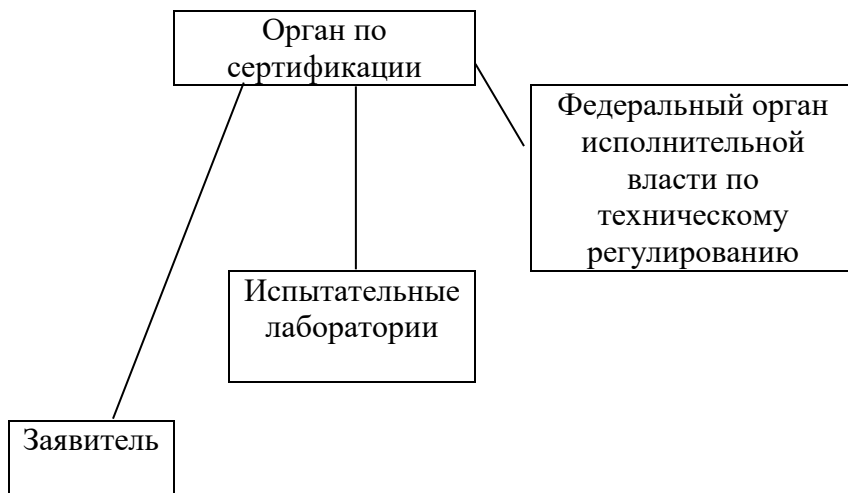 Орган по
сертификации
Федеральный орган
исполнительной
власти по
техническому
регулированию
Испытательные
лаборатории
Заявитель